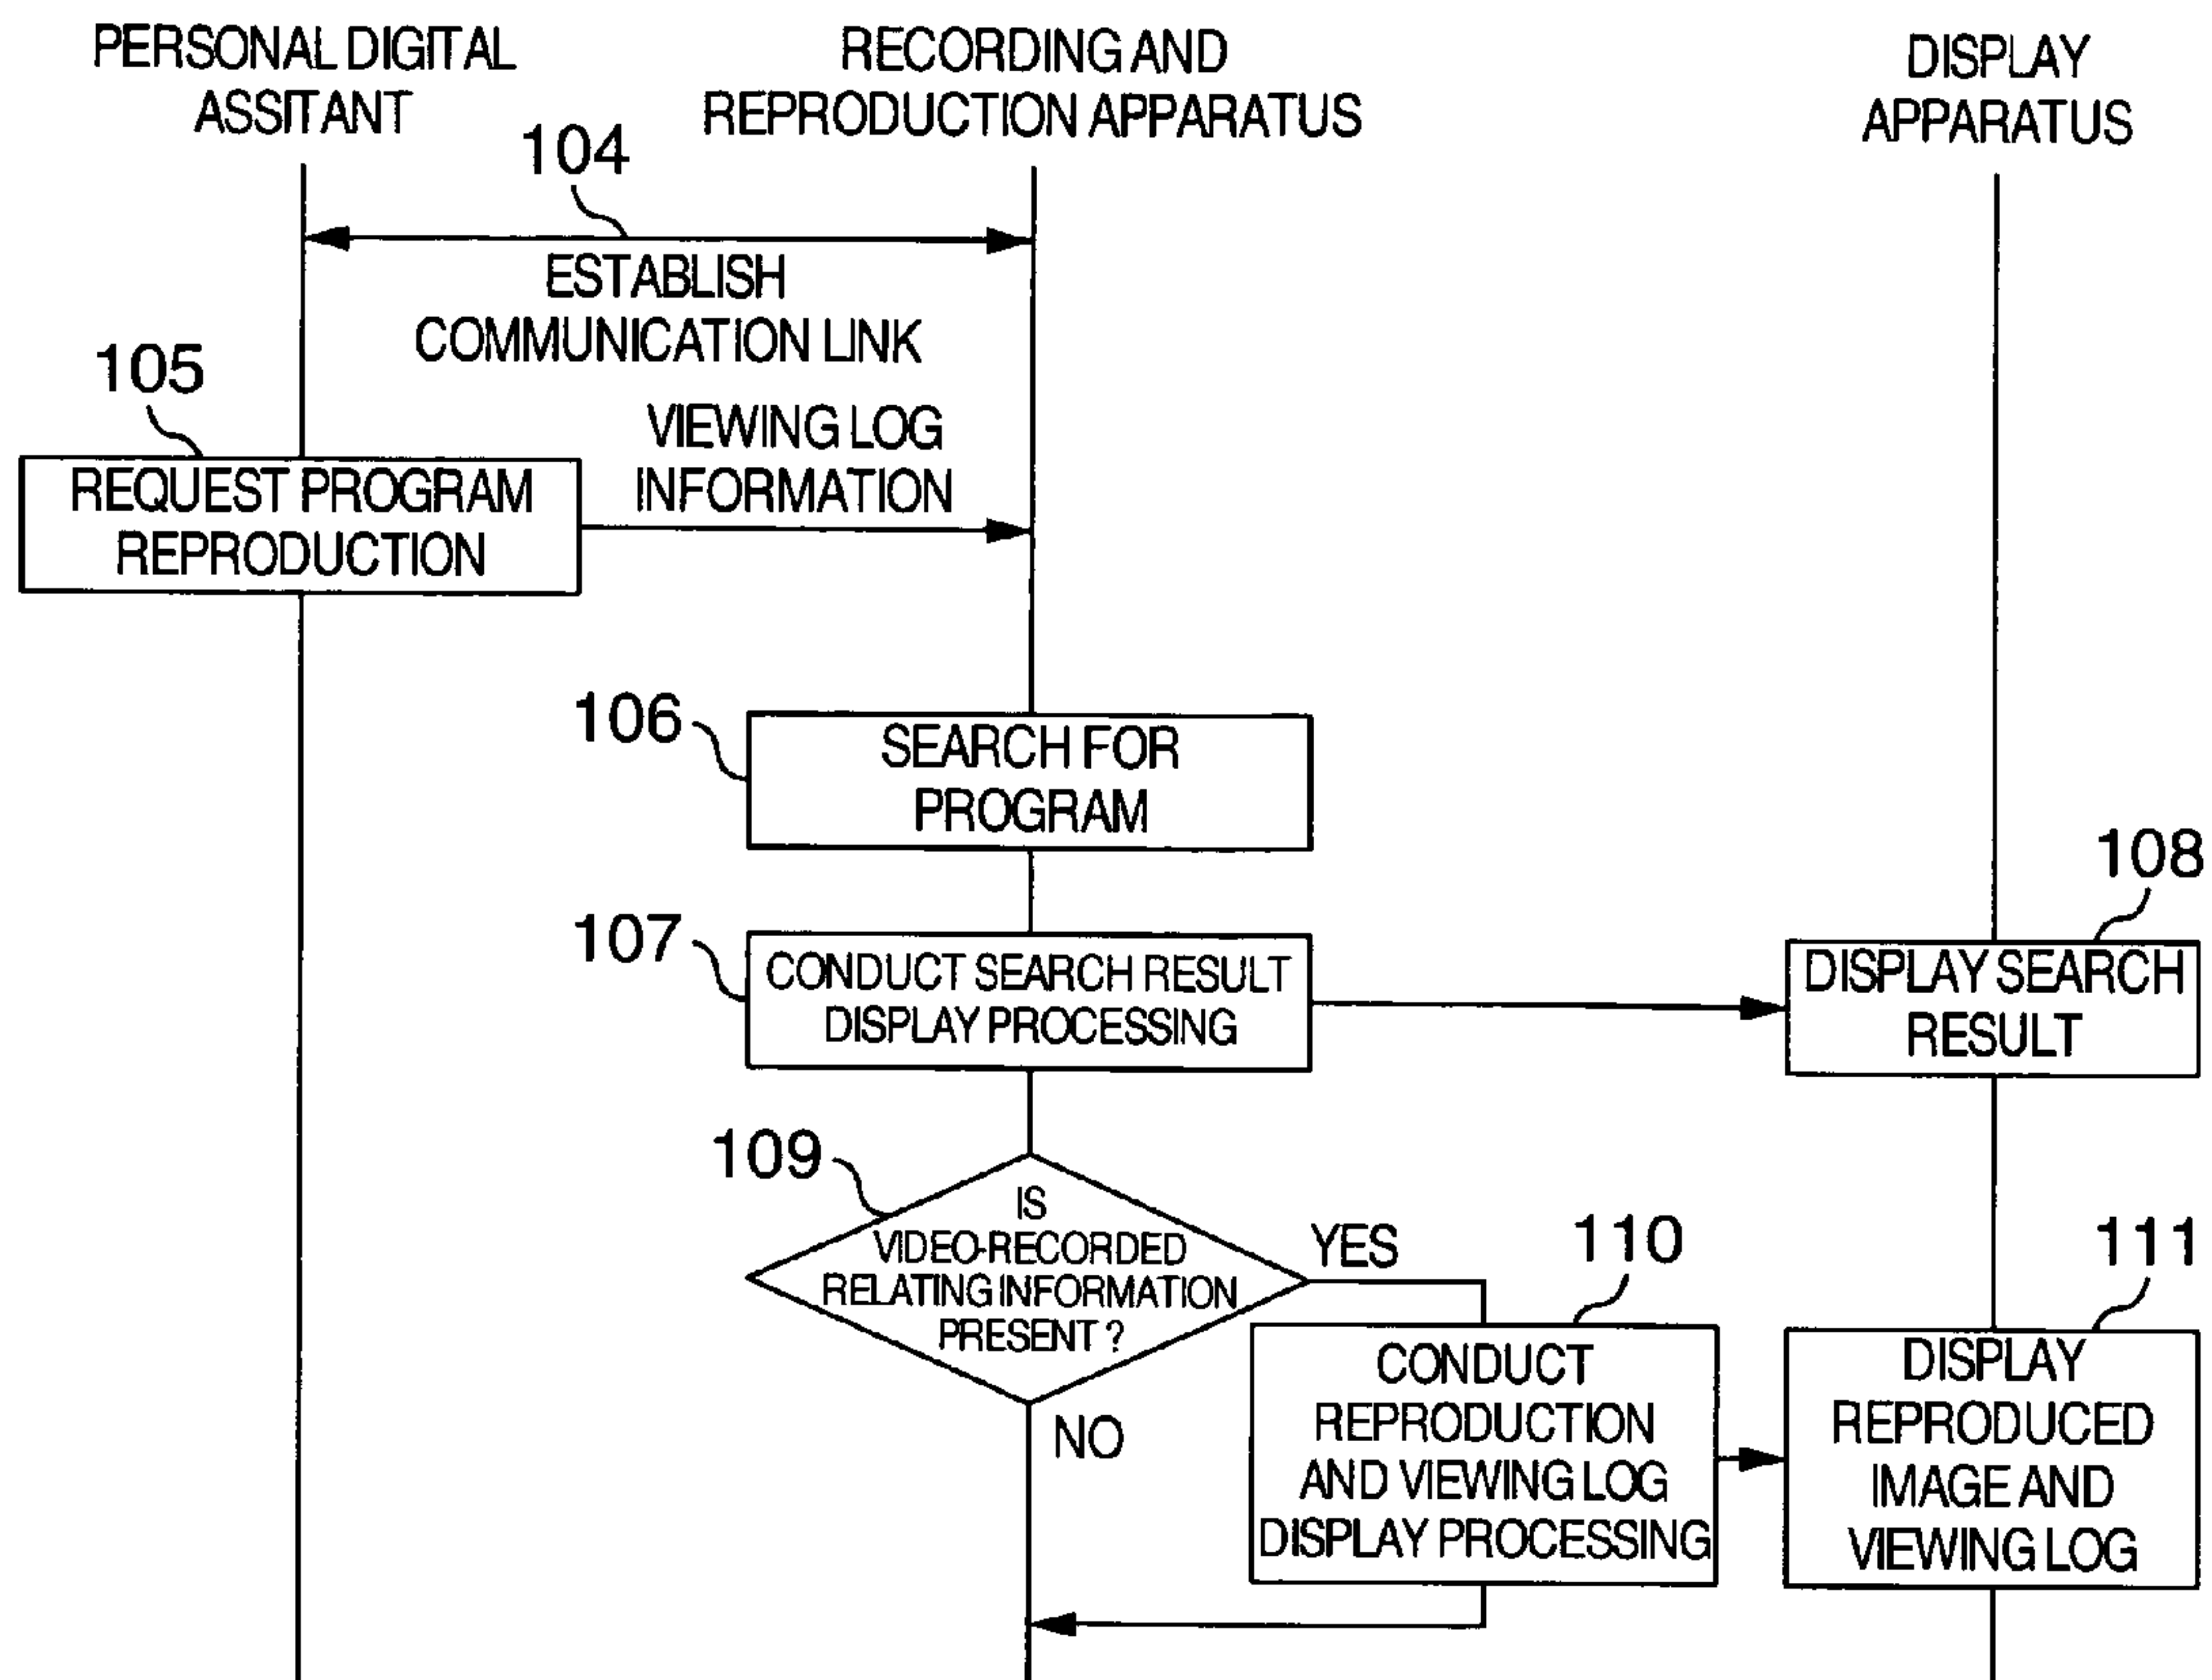 PERSONAL DIGITAL
ASSITANT
RECORDING AND
REPRODUCTION APPARATUS
DISPLAY
APPARATUS
104
ESTABLISH
COMMUNICATION LINK
105
VIEWING LOG
INFORMATION
REQUEST PROGRAM
REPRODUCTION
106
SEARCH FOR
PROGRAM
107
CONDUCT SEARCH RESULT
DISPLAY PROCESSING
108
DISPLAY SEARCH
RESULT
109
IS
VIDEO-RECORDED
RELATING INFORMATION
PRESENT ?
YES
NO
110
CONDUCT
REPRODUCTION
AND VIEWING LOG
DISPLAY PROCESSING
111
DISPLAY
REPRODUCED
IMAGE AND
VIEWING LOG